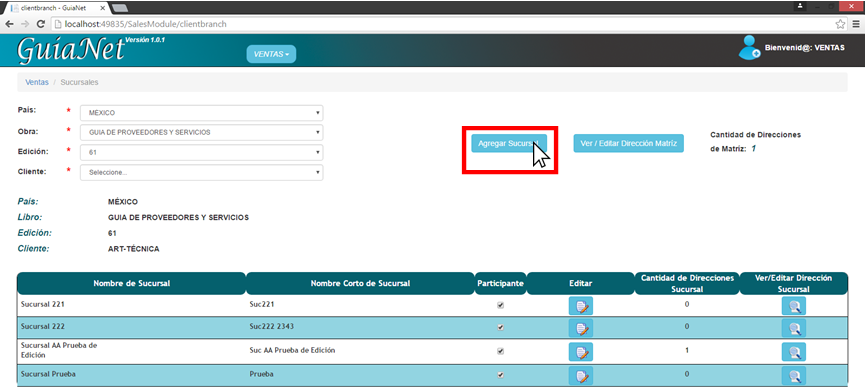 clientbranch - GuiaNet
localhost:49835/SalesModule/clientbranch
GuiaNet Versión 1.0.1
VENTAS
Bienvenid@: VENTAS
Ventas / Sucursales
País: * MÉXICO
Obra: * GUIA DE PROVEEDORES Y SERVICIOS
Edición: * 61
Cliente: * Seleccione...
Agregar Sucursal
Ver / Editar Dirección Matríz
Cantidad de Direcciones
de Matriz: 1
País: MÉXICO
Libro: GUIA DE PROVEEDORES Y SERVICIOS
Edición: 61
Cliente: ART-TÉCNICA
Nombre de Sucursal Nombre Corto de Sucursal Participante Editar Cantidad de Direcciones Sucursal Ver/Editar Dirección Sucursal
Sucursal 221 Suc221 0
Sucursal 222 Suc222 2343 0
Sucursal AA Prueba de
Edición Suc AA Prueba de Edición 1
Sucursal Prueba Prueba 0